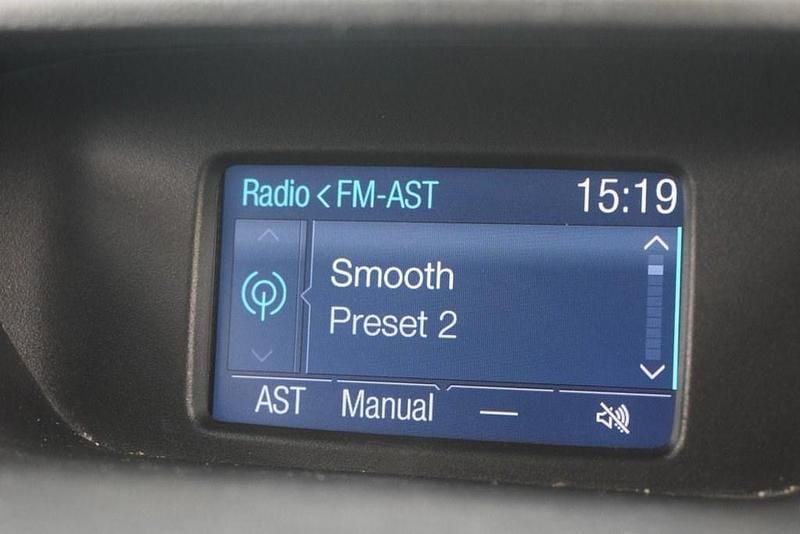 Radio < FM-AST 15:19
Smooth
Preset 2
AST Manual —